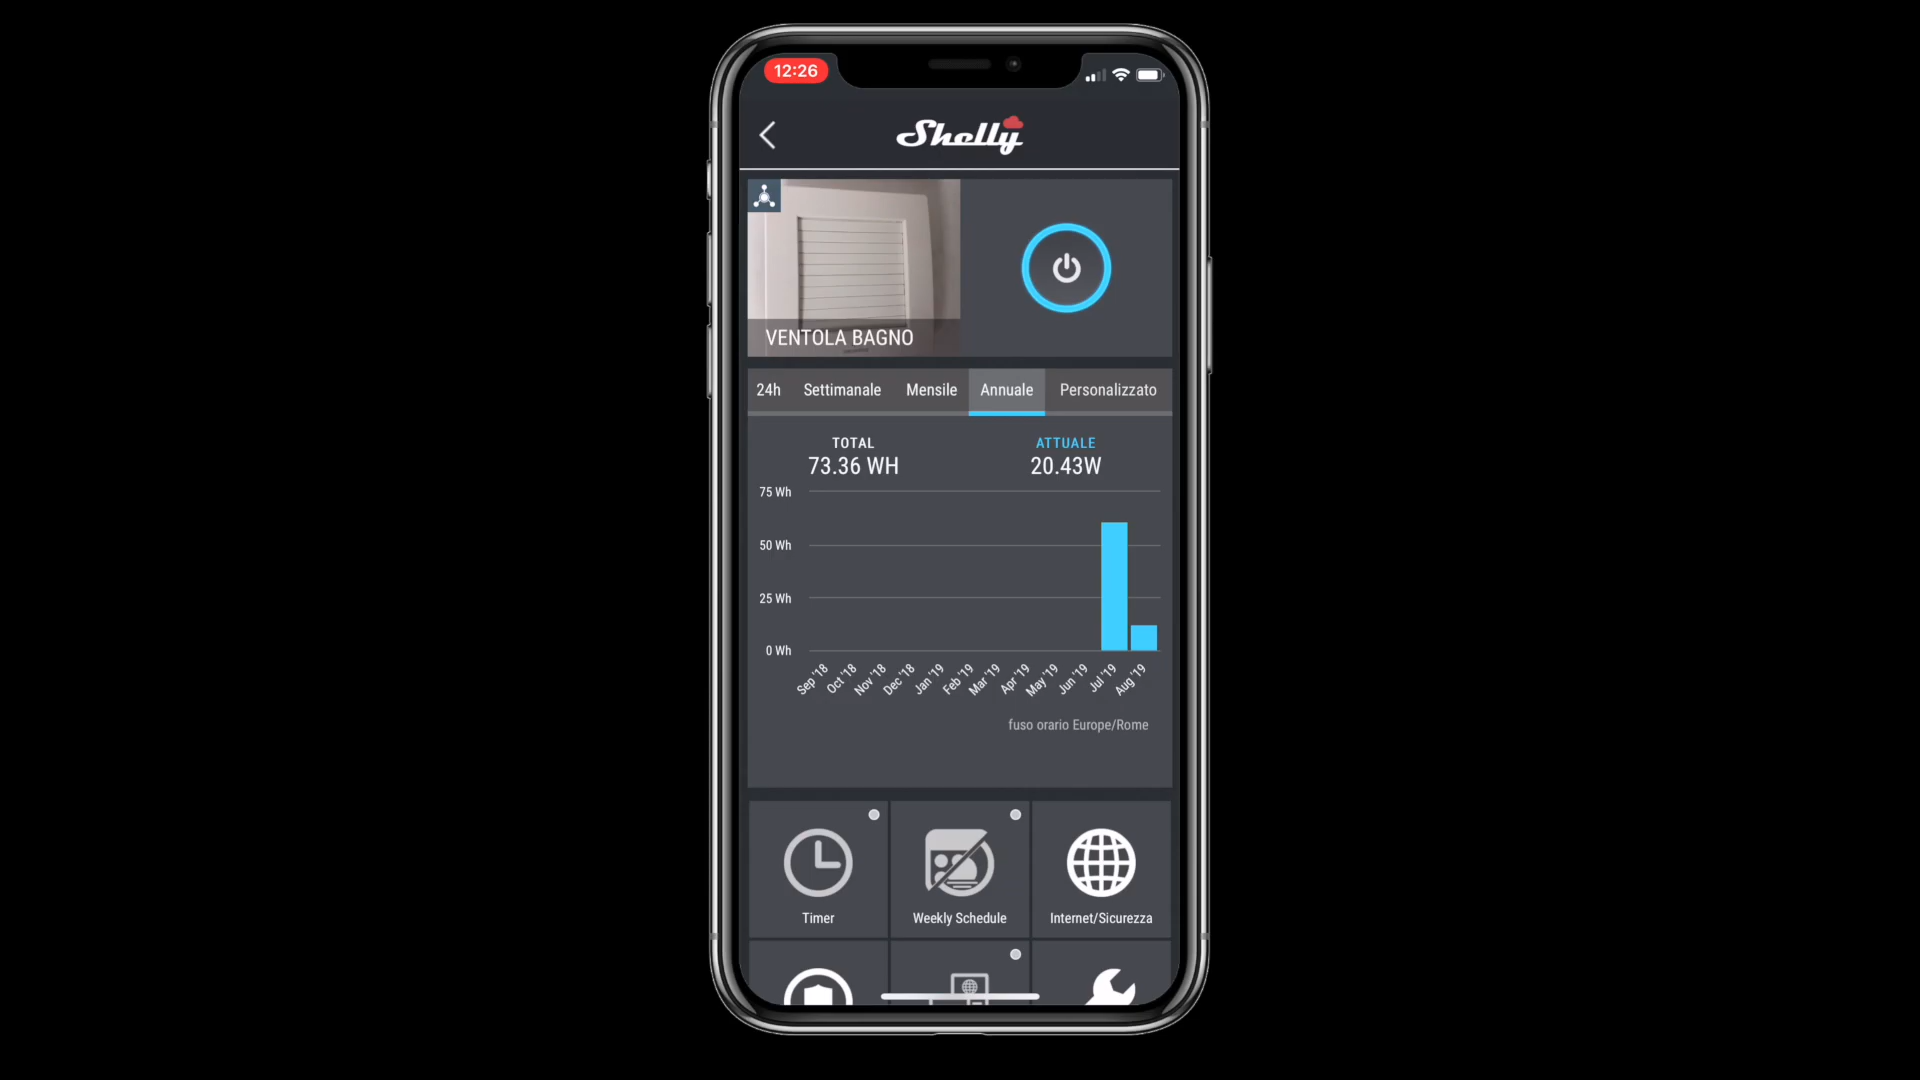 12:26
Shelly
VENTOLA BAGNO
24h Settimanale Mensile Annuale Personalizzato
TOTAL ATTUALE
73.36 WH 20.43W
75 Wh
50 Wh
25 Wh
0 Wh
Sep '18 Oct '18 Nov '18 Dec '18 Jan '19 Feb '19 Mar '19 Apr '19 May '19 Jun '19 Jul '19 Aug '19
fuso orario Europe/Rome
Timer Weekly Schedule Internet/Sicurezza